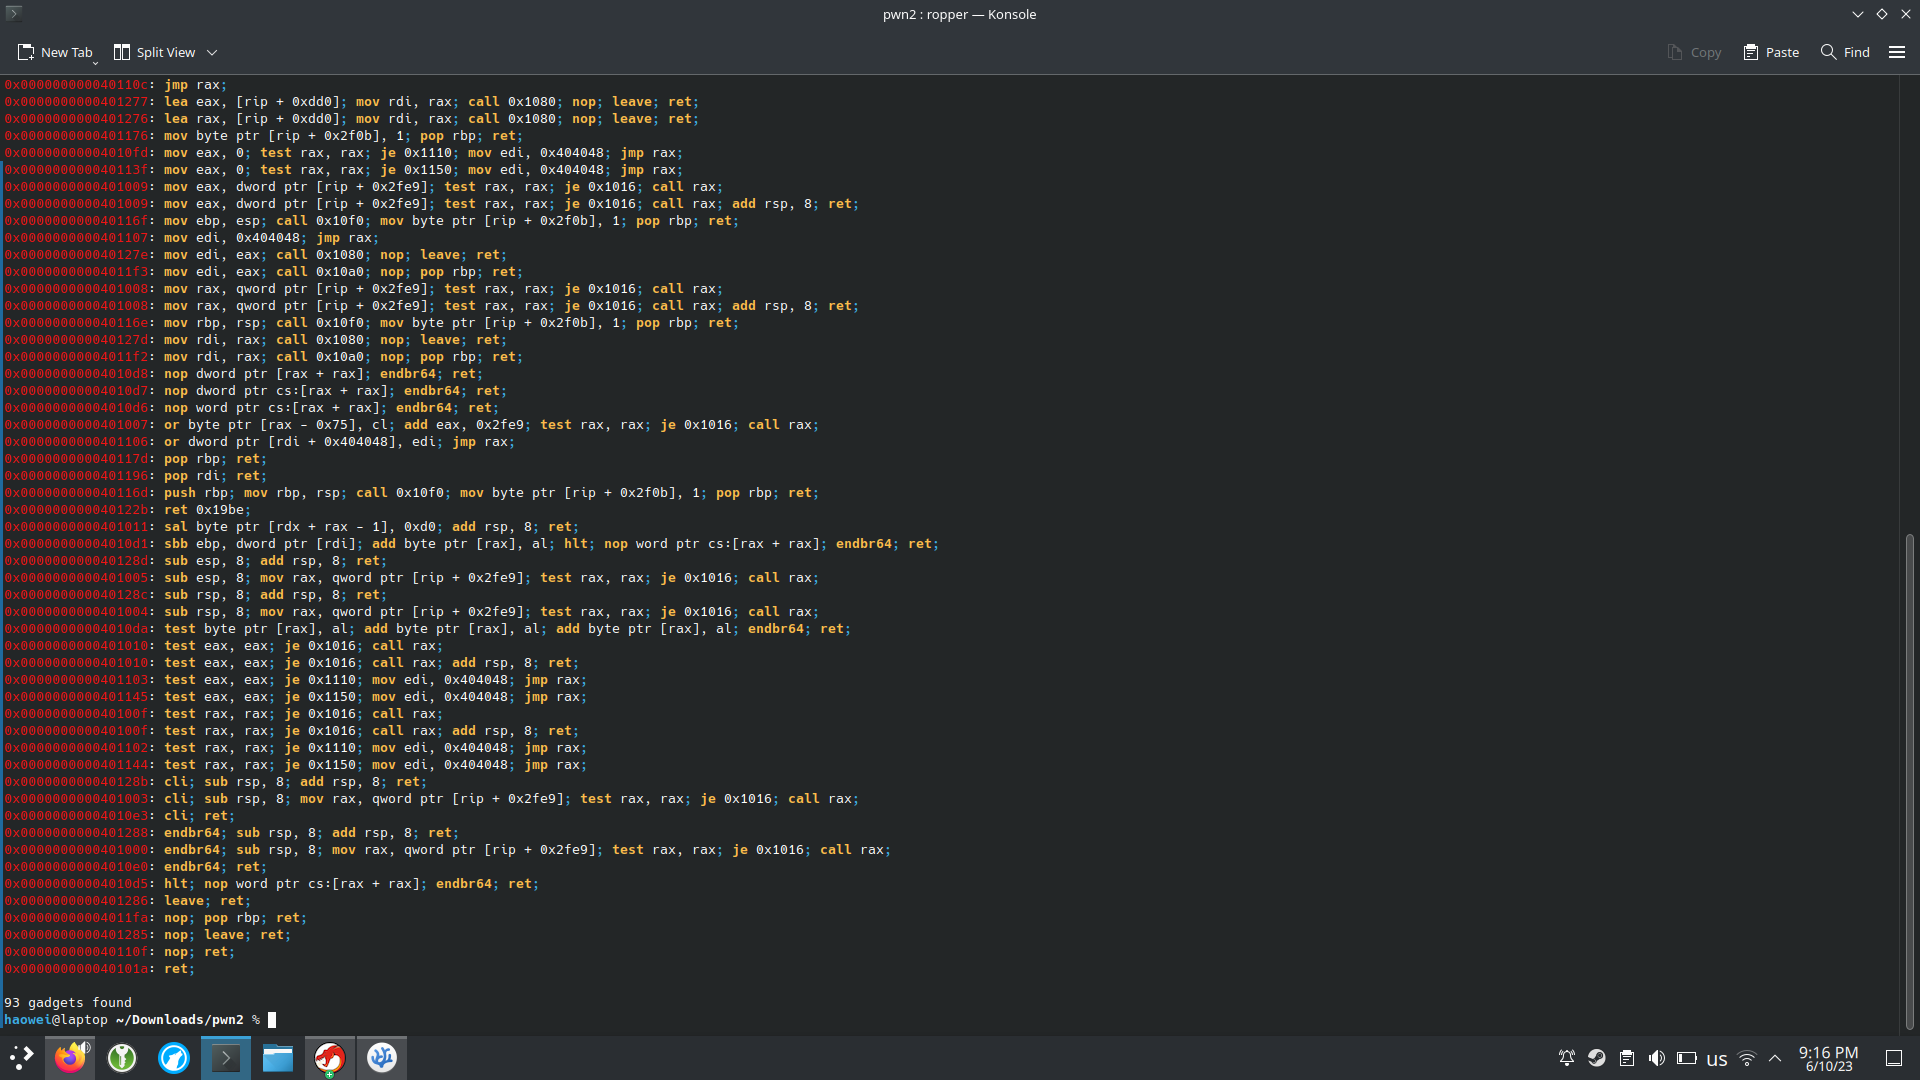 pwn2 : ropper — Konsole
New Tab Split View Copy Paste Find
0x000000000040110c: jmp rax;
0x0000000000401277: lea eax, [rip + 0xdd0]; mov rdi, rax; call 0x1080; nop; leave; ret;
0x0000000000401276: lea rax, [rip + 0xdd0]; mov rdi, rax; call 0x1080; nop; leave; ret;
0x0000000000401176: mov byte ptr [rip + 0x2f0b], 1; pop rbp; ret;
0x00000000004010fd: mov eax, 0; test rax, rax; je 0x1110; mov edi, 0x404048; jmp rax;
0x000000000040113f: mov eax, 0; test rax, rax; je 0x1150; mov edi, 0x404048; jmp rax;
0x0000000000401009: mov eax, dword ptr [rip + 0x2fe9]; test rax, rax; je 0x1016; call rax;
0x0000000000401009: mov eax, dword ptr [rip + 0x2fe9]; test rax, rax; je 0x1016; call rax; add rsp, 8; ret;
0x000000000040116f: mov ebp, esp; call 0x10f0; mov byte ptr [rip + 0x2f0b], 1; pop rbp; ret;
0x0000000000401107: mov edi, 0x404048; jmp rax;
0x000000000040127e: mov edi, eax; call 0x1080; nop; leave; ret;
0x00000000004011f3: mov edi, eax; call 0x10a0; nop; pop rbp; ret;
0x0000000000401008: mov rax, qword ptr [rip + 0x2fe9]; test rax, rax; je 0x1016; call rax;
0x0000000000401008: mov rax, qword ptr [rip + 0x2fe9]; test rax, rax; je 0x1016; call rax; add rsp, 8; ret;
0x000000000040116e: mov rbp, rsp; call 0x10f0; mov byte ptr [rip + 0x2f0b], 1; pop rbp; ret;
0x000000000040127d: mov rdi, rax; call 0x1080; nop; leave; ret;
0x00000000004011f2: mov rdi, rax; call 0x10a0; nop; pop rbp; ret;
0x00000000004010d8: nop dword ptr [rax + rax]; endbr64; ret;
0x00000000004010d7: nop dword ptr cs:[rax + rax]; endbr64; ret;
0x00000000004010d6: nop word ptr cs:[rax + rax]; endbr64; ret;
0x0000000000401007: or byte ptr [rax - 0x75], cl; add eax, 0x2fe9; test rax, rax; je 0x1016; call rax;
0x0000000000401106: or dword ptr [rdi + 0x404048], edi; jmp rax;
0x000000000040117d: pop rbp; ret;
0x0000000000401196: pop rdi; ret;
0x000000000040116d: push rbp; mov rbp, rsp; call 0x10f0; mov byte ptr [rip + 0x2f0b], 1; pop rbp; ret;
0x000000000040122b: ret 0x19be;
0x0000000000401011: sal byte ptr [rdx + rax - 1], 0xd0; add rsp, 8; ret;
0x00000000004010d1: sbb ebp, dword ptr [rdi]; add byte ptr [rax], al; hlt; nop word ptr cs:[rax + rax]; endbr64; ret;
0x000000000040128d: sub esp, 8; add rsp, 8; ret;
0x0000000000401005: sub esp, 8; mov rax, qword ptr [rip + 0x2fe9]; test rax, rax; je 0x1016; call rax;
0x000000000040128c: sub rsp, 8; add rsp, 8; ret;
0x0000000000401004: sub rsp, 8; mov rax, qword ptr [rip + 0x2fe9]; test rax, rax; je 0x1016; call rax;
0x00000000004010da: test byte ptr [rax], al; add byte ptr [rax], al; add byte ptr [rax], al; endbr64; ret;
0x0000000000401010: test eax, eax; je 0x1016; call rax;
0x0000000000401010: test eax, eax; je 0x1016; call rax; add rsp, 8; ret;
0x0000000000401103: test eax, eax; je 0x1110; mov edi, 0x404048; jmp rax;
0x0000000000401145: test eax, eax; je 0x1150; mov edi, 0x404048; jmp rax;
0x000000000040100f: test rax, rax; je 0x1016; call rax;
0x000000000040100f: test rax, rax; je 0x1016; call rax; add rsp, 8; ret;
0x0000000000401102: test rax, rax; je 0x1110; mov edi, 0x404048; jmp rax;
0x0000000000401144: test rax, rax; je 0x1150; mov edi, 0x404048; jmp rax;
0x000000000040128b: cli; sub rsp, 8; add rsp, 8; ret;
0x0000000000401003: cli; sub rsp, 8; mov rax, qword ptr [rip + 0x2fe9]; test rax, rax; je 0x1016; call rax;
0x00000000004010e3: cli; ret;
0x0000000000401288: endbr64; sub rsp, 8; add rsp, 8; ret;
0x0000000000401000: endbr64; sub rsp, 8; mov rax, qword ptr [rip + 0x2fe9]; test rax, rax; je 0x1016; call rax;
0x00000000004010e0: endbr64; ret;
0x00000000004010d5: hlt; nop word ptr cs:[rax + rax]; endbr64; ret;
0x0000000000401286: leave; ret;
0x00000000004011fa: nop; pop rbp; ret;
0x0000000000401285: nop; leave; ret;
0x000000000040110f: nop; ret;
0x000000000040101a: ret;
93 gadgets found
haowei@laptop ~/Downloads/pwn2 %
us 9:16 PM
6/10/23